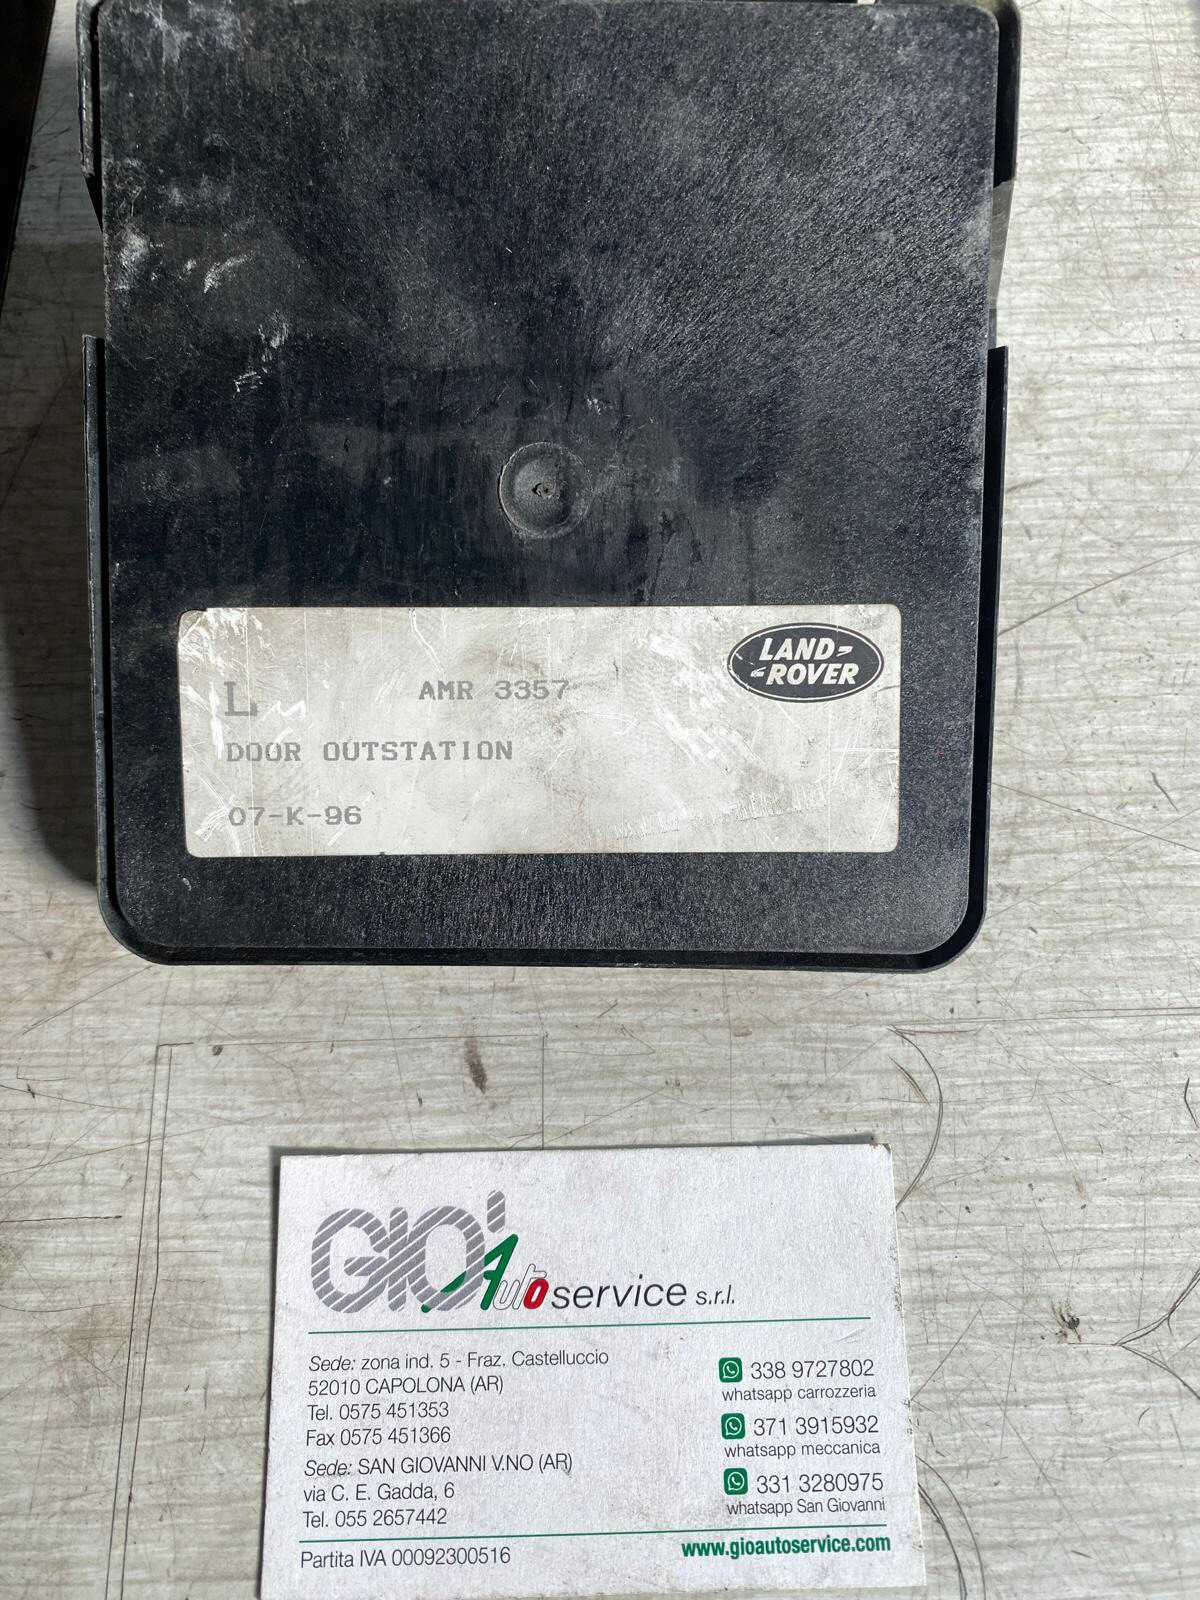 LAND-
-ROVER
L AMR 3357
DOOR OUTSTATION
07-K-96
GIO' Autoservice s.r.l.
Sede: zona ind. 5 - Fraz. Castelluccio
52010 CAPOLONA (AR)
Tel. 0575 451353
Fax 0575 451366
Sede: SAN GIOVANNI V.NO (AR)
via C. E. Gadda, 6
Tel. 055 2657442
338 9727802
whatsapp carrozzeria
371 3915932
whatsapp meccanica
331 3280975
whatsapp San Giovanni
Partita IVA 00092300516
www.gioautoservice.com